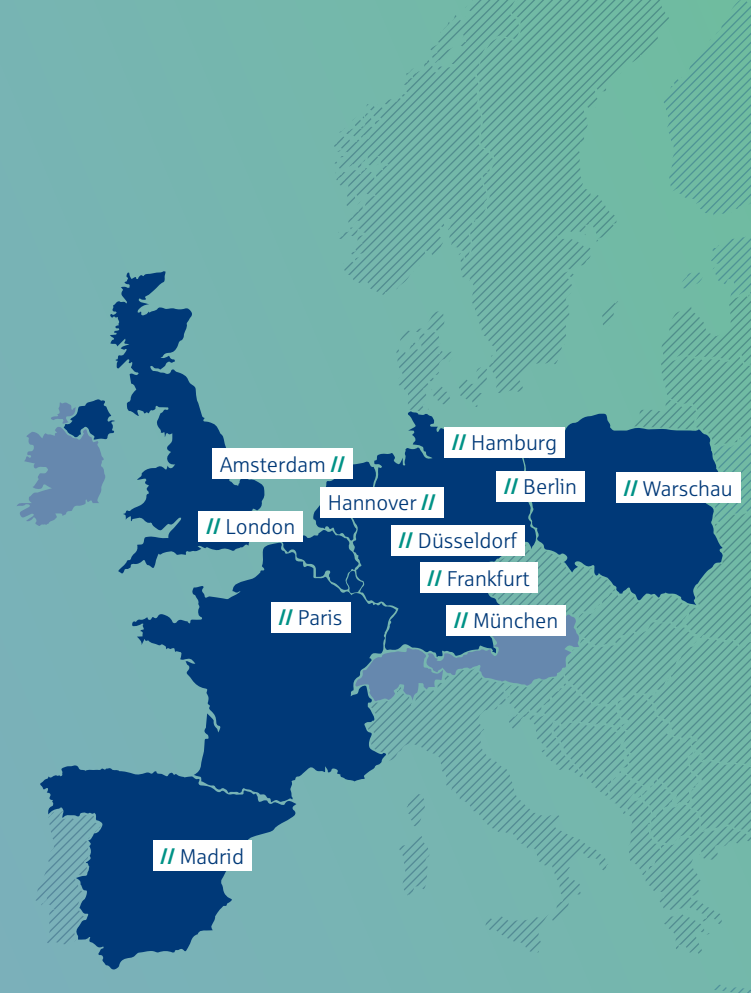 // Hamburg
Amsterdam //
// Berlin
// Warschau
Hannover //
// London
// Düsseldorf
// Frankfurt
// Paris
// München
// Madrid